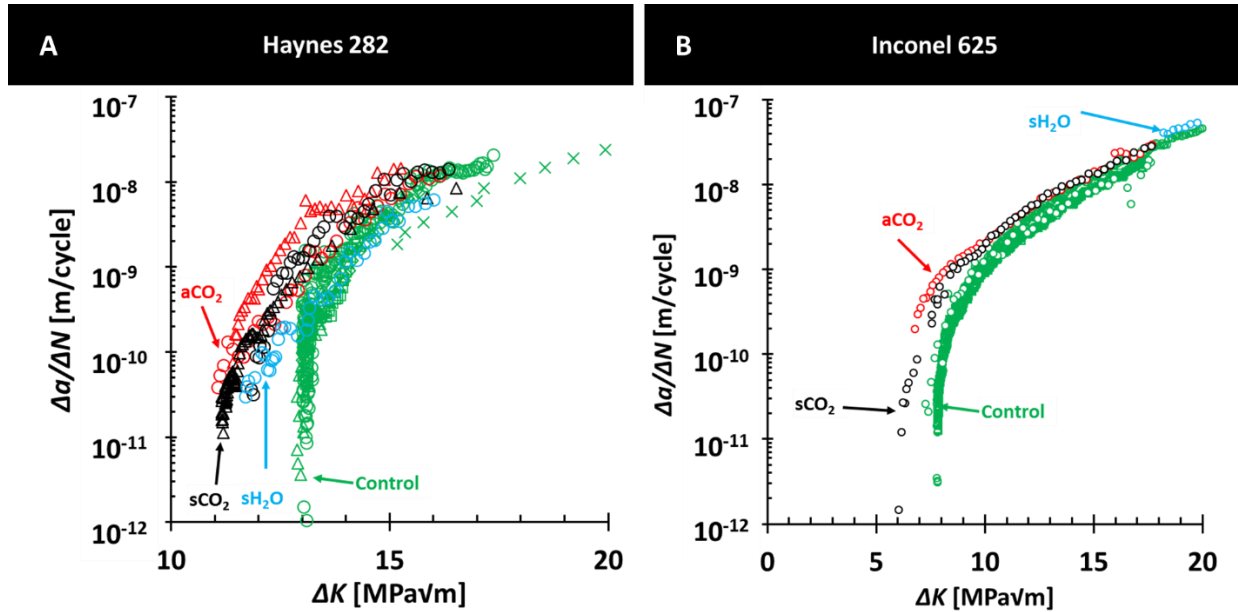 A
Haynes 282
10⁻⁷
10⁻⁸
10⁻⁹
10⁻¹⁰
10⁻¹¹
10⁻¹²
Δa/ΔN [m/cycle]
aCO₂
sCO₂
sH₂O
Control
10
15
20
ΔK [MPa√m]
B
Inconel 625
10⁻⁷
10⁻⁸
10⁻⁹
10⁻¹⁰
10⁻¹¹
10⁻¹²
Δa/ΔN [m/cycle]
sH₂O
aCO₂
sCO₂
Control
0
5
10
15
20
ΔK [MPa√m]